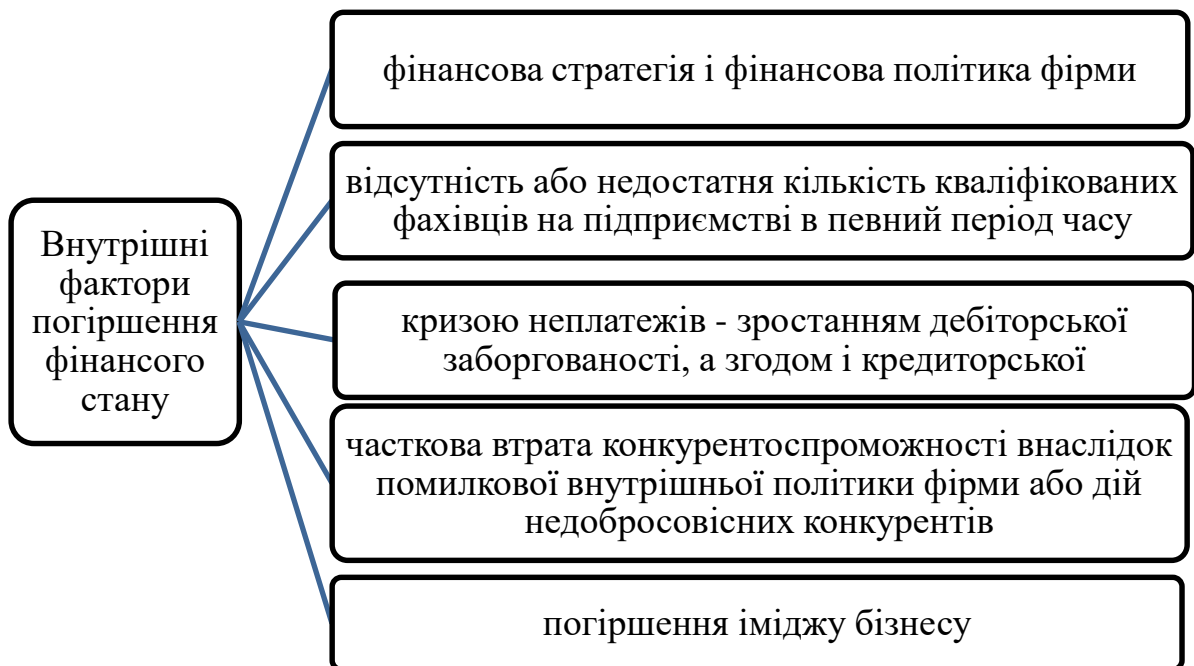 Внутрішні
фактори
погіршення
фінансого
стану
фінансова стратегія і фінансова політика фірми
відсутність або недостатня кількість кваліфікованих
фахівців на підприємстві в певний період часу
кризою неплатежів - зростанням дебіторської
заборгованості, а згодом і кредиторської
часткова втрата конкурентоспроможності внаслідок
помилкової внутрішньої політики фірми або дій
недобросовісних конкурентів
погіршення іміджу бізнесу